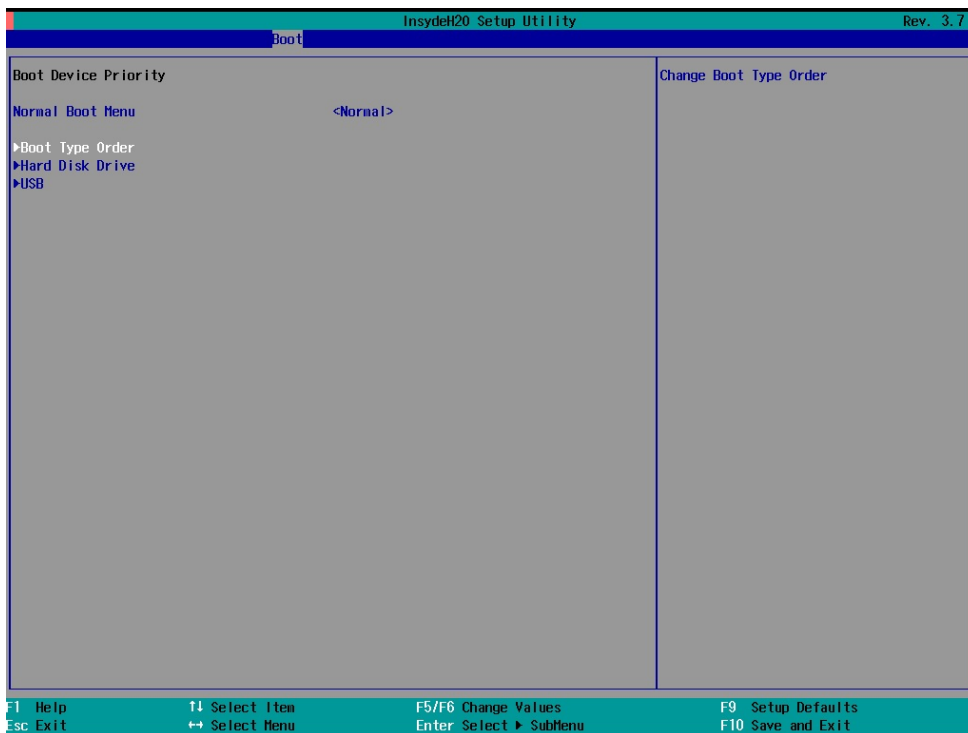 InsydeH20 Setup Utility Rev. 3.7
Boot
Boot Device Priority
Change Boot Type Order
Normal Boot Menu <Normal>
▶Boot Type Order
▶Hard Disk Drive
▶USB
F1 Help ↑↓ Select Item F5/F6 Change Values F9 Setup Defaults
Esc Exit ↔ Select Menu Enter Select ▶ SubMenu F10 Save and Exit